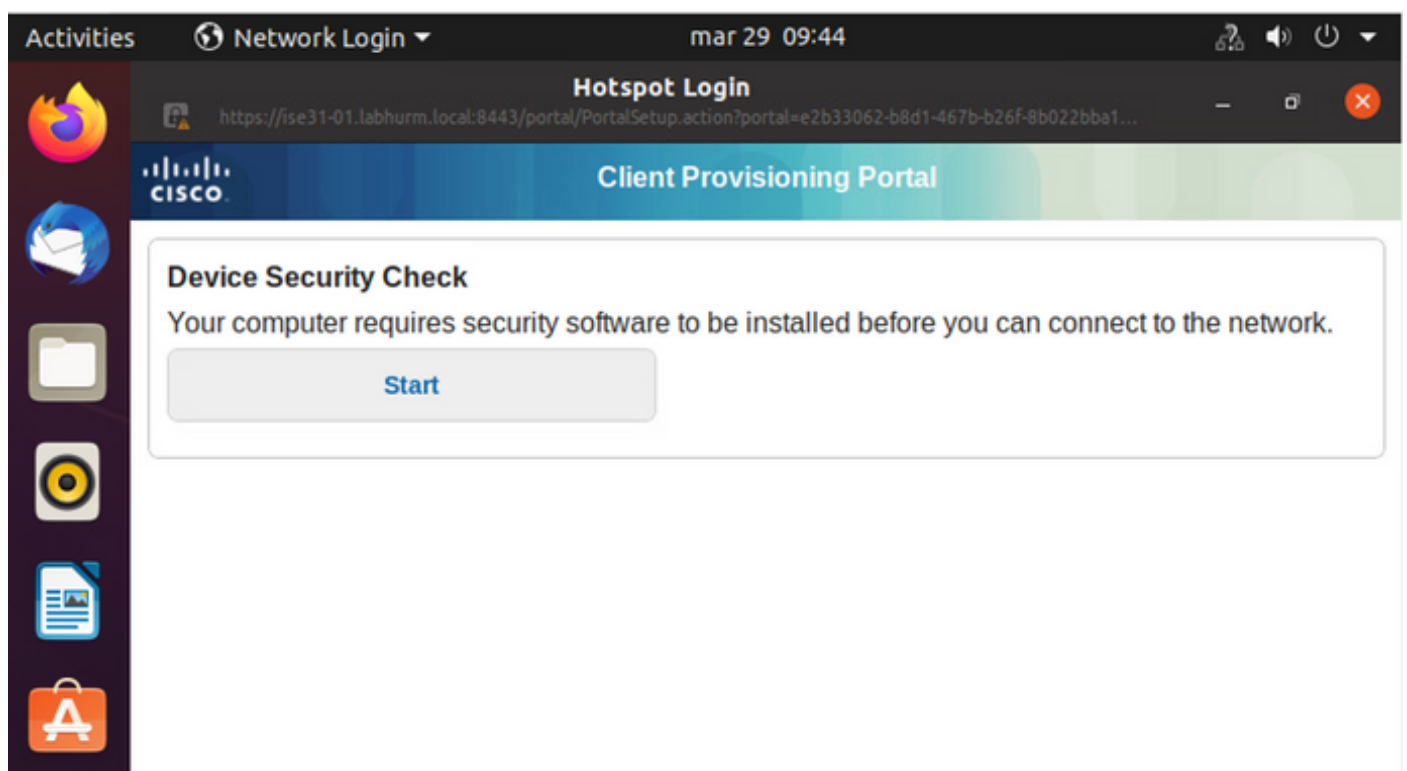 Activities Network Login mar 29 09:44
Hotspot Login
https://ise31-01.labhurm.local:8443/portal/PortalSetup.action?portal=e2b33062-b8d1-467b-b26f-8b022bba1...
CISCO. Client Provisioning Portal
Device Security Check
Your computer requires security software to be installed before you can connect to the network.
Start